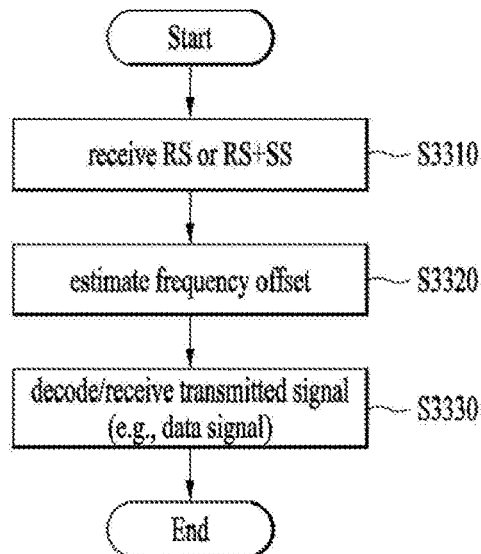 Start
receive RS or RS+SS
S3310
estimate frequency offset
S3320
decode/receive transmitted signal
(e.g., data signal)
S3330
End